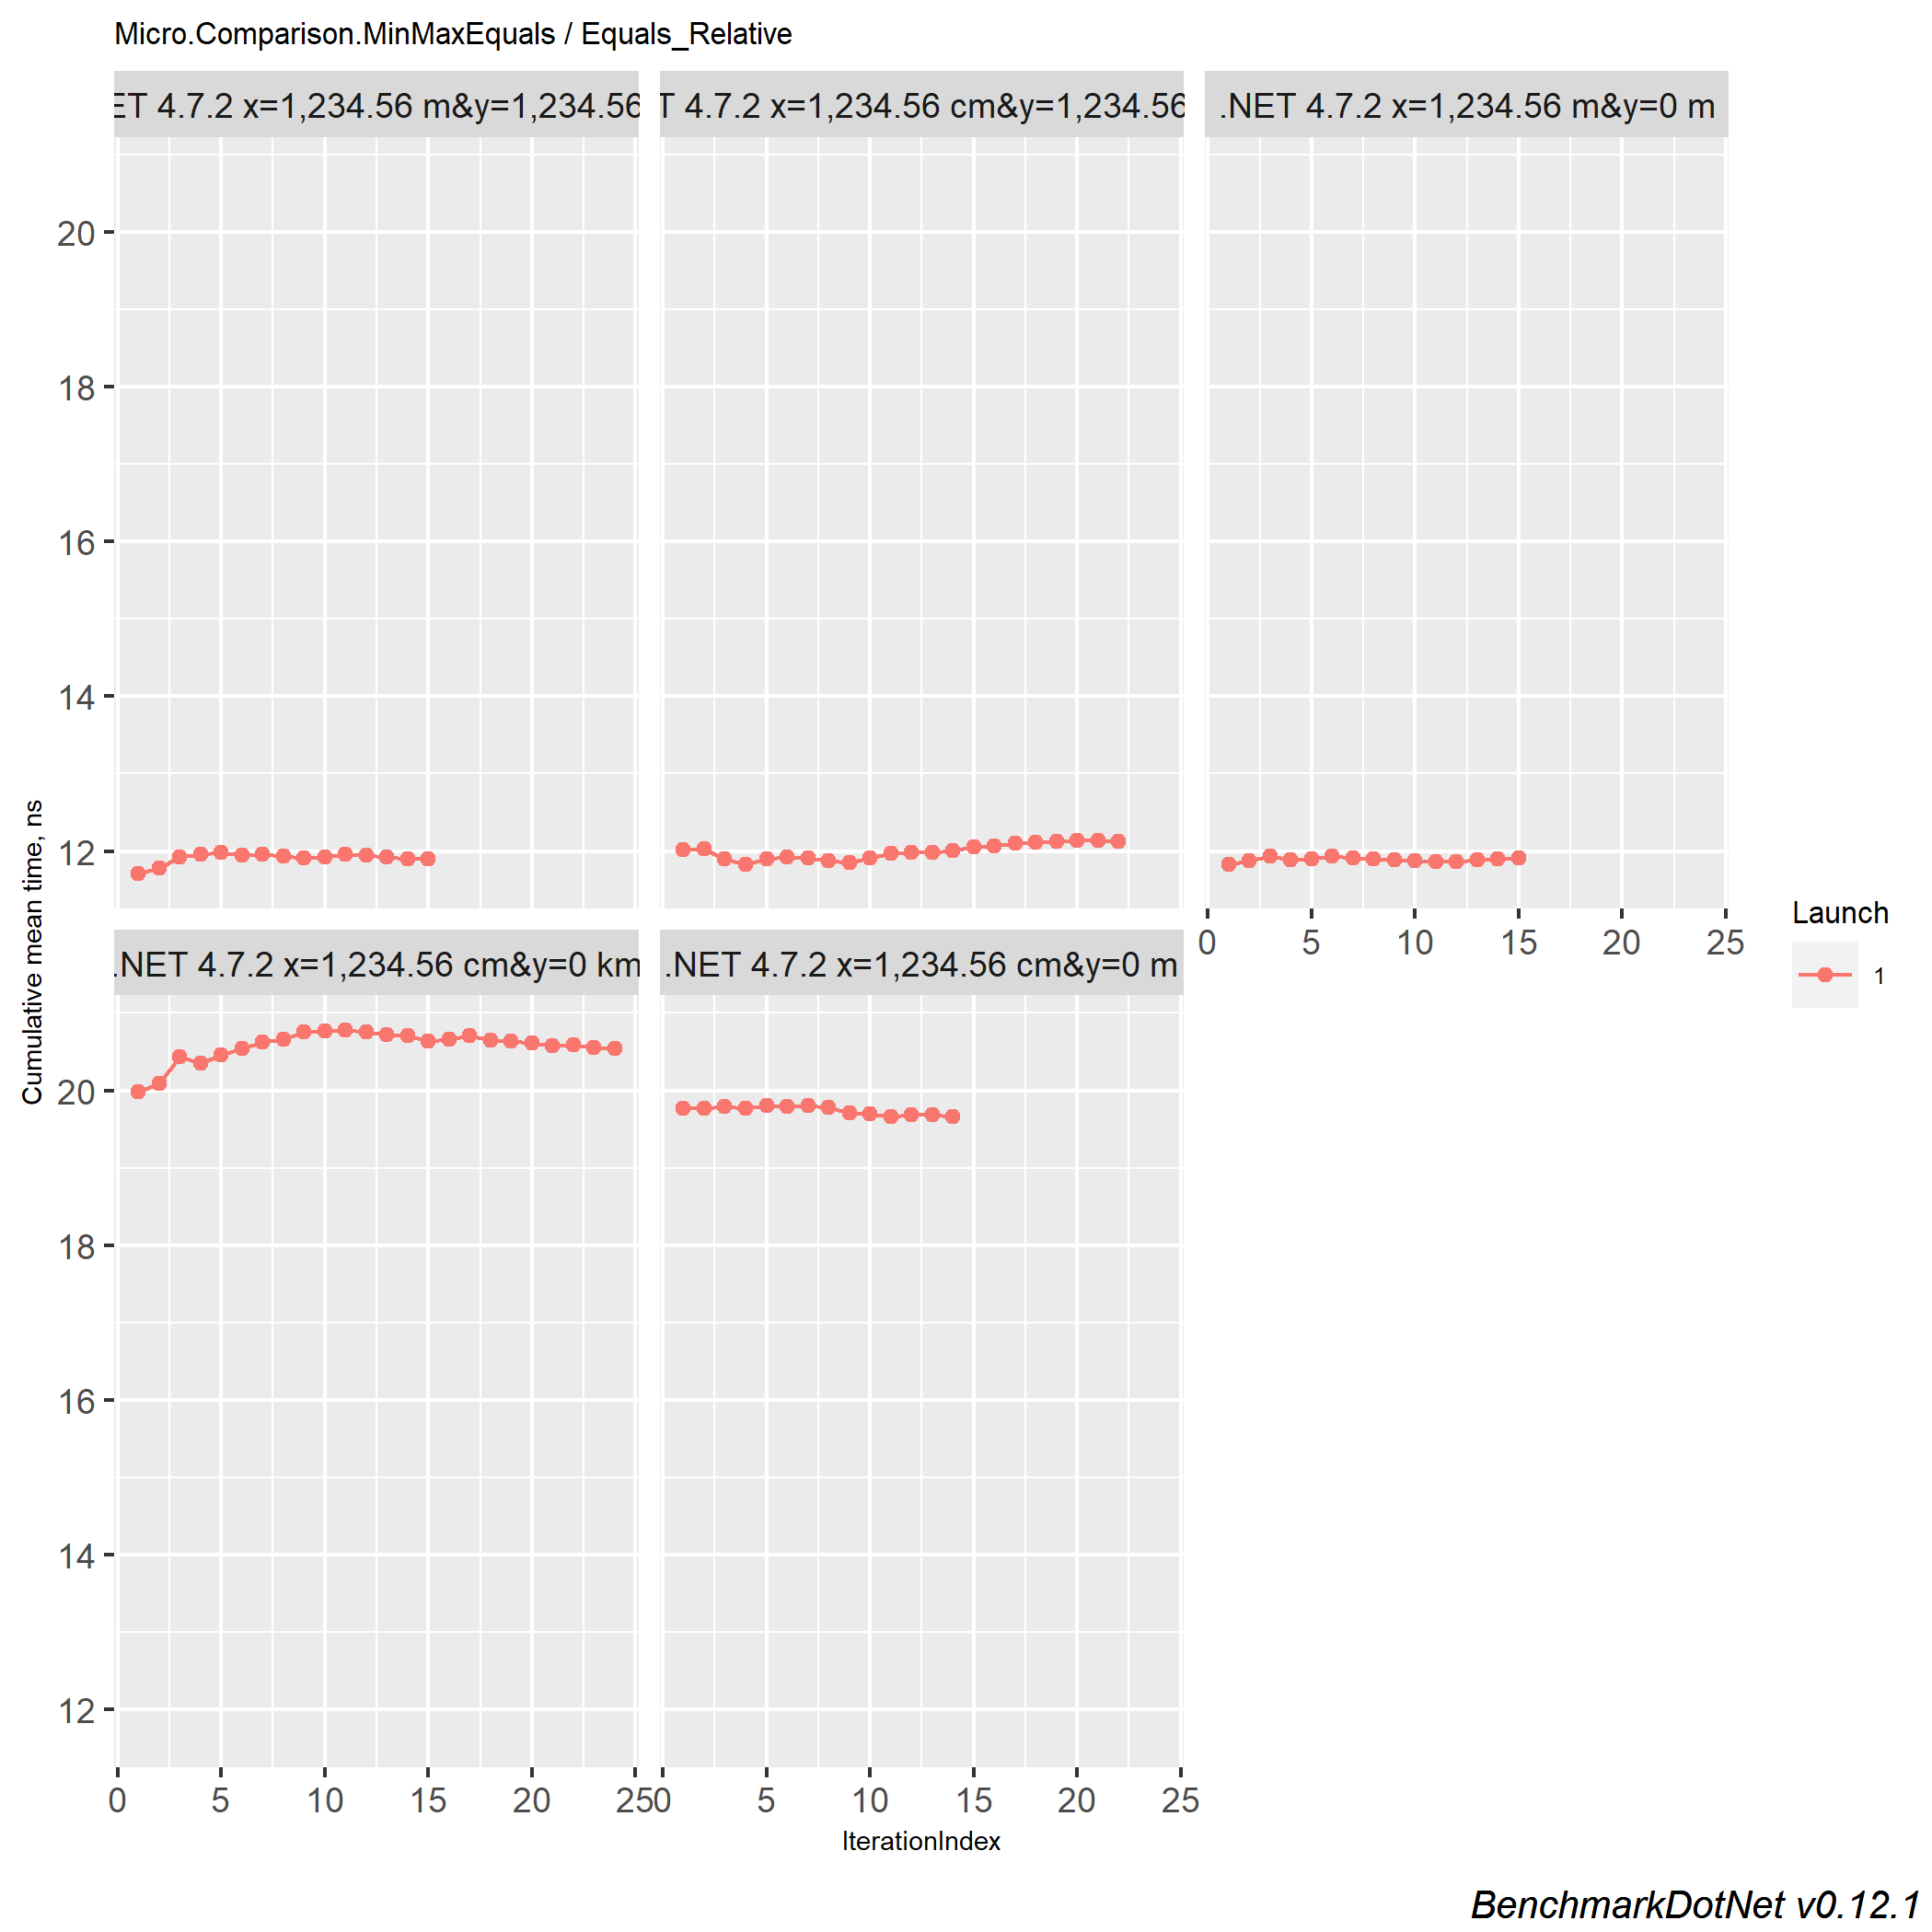 Micro.Comparison.MinMaxEquals / Equals_Relative
ET 4.7.2 x=1,234.56 m&y=1,234.56
T 4.7.2 x=1,234.56 cm&y=1,234.56
.NET 4.7.2 x=1,234.56 m&y=0 m
20
18
16
14
12
0 5 10 15 20 25
Cumulative mean time, ns
Launch
1
.NET 4.7.2 x=1,234.56 cm&y=0 km
.NET 4.7.2 x=1,234.56 cm&y=0 m
20
18
16
14
12
0 5 10 15 20 25
0 5 10 15 20 25
IterationIndex
BenchmarkDotNet v0.12.1